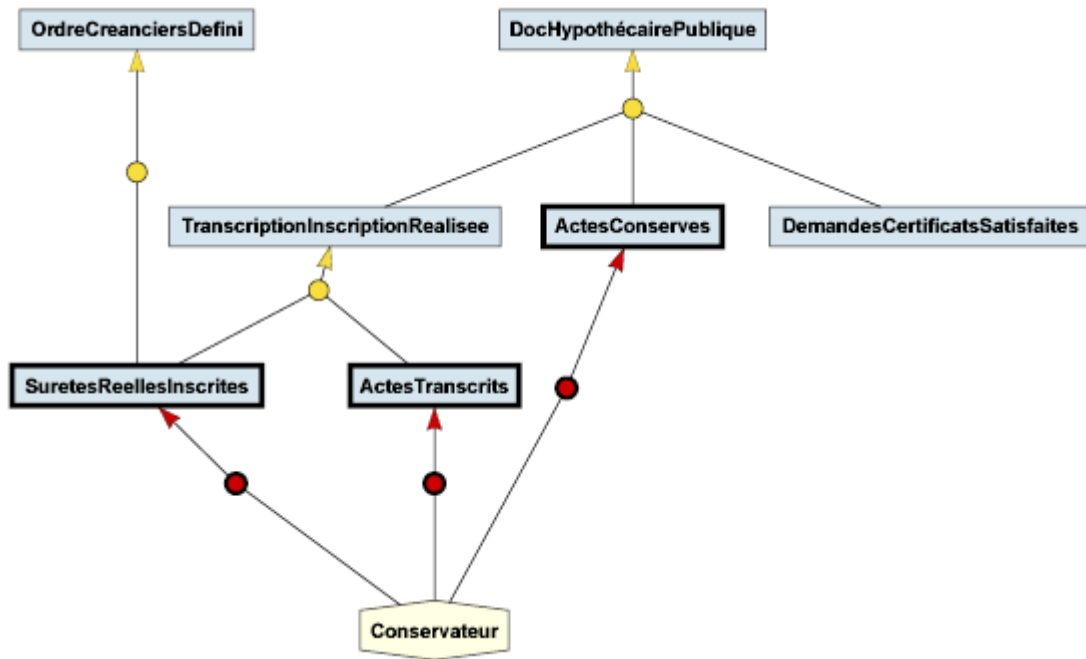 OrdreCreanciersDefini
DocHypothécairePublique
TranscriptionInscriptionRealisee
ActesConserves
DemandesCertificatsSatisfaites
SuretesReellesInscrites
ActesTranscrits
Conservateur